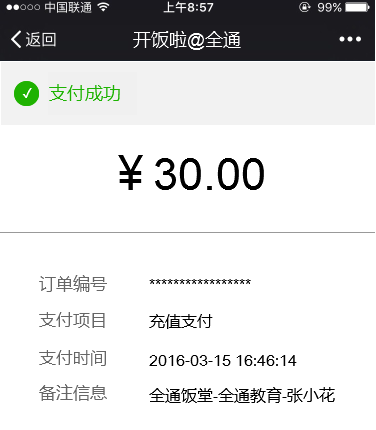 中国联通 上午8:57 99%
返回 开饭啦@全通
支付成功
￥30.00
订单编号 *****************
支付项目 充值支付
支付时间 2016-03-15 16:46:14
备注信息 全通饭堂-全通教育-张小花